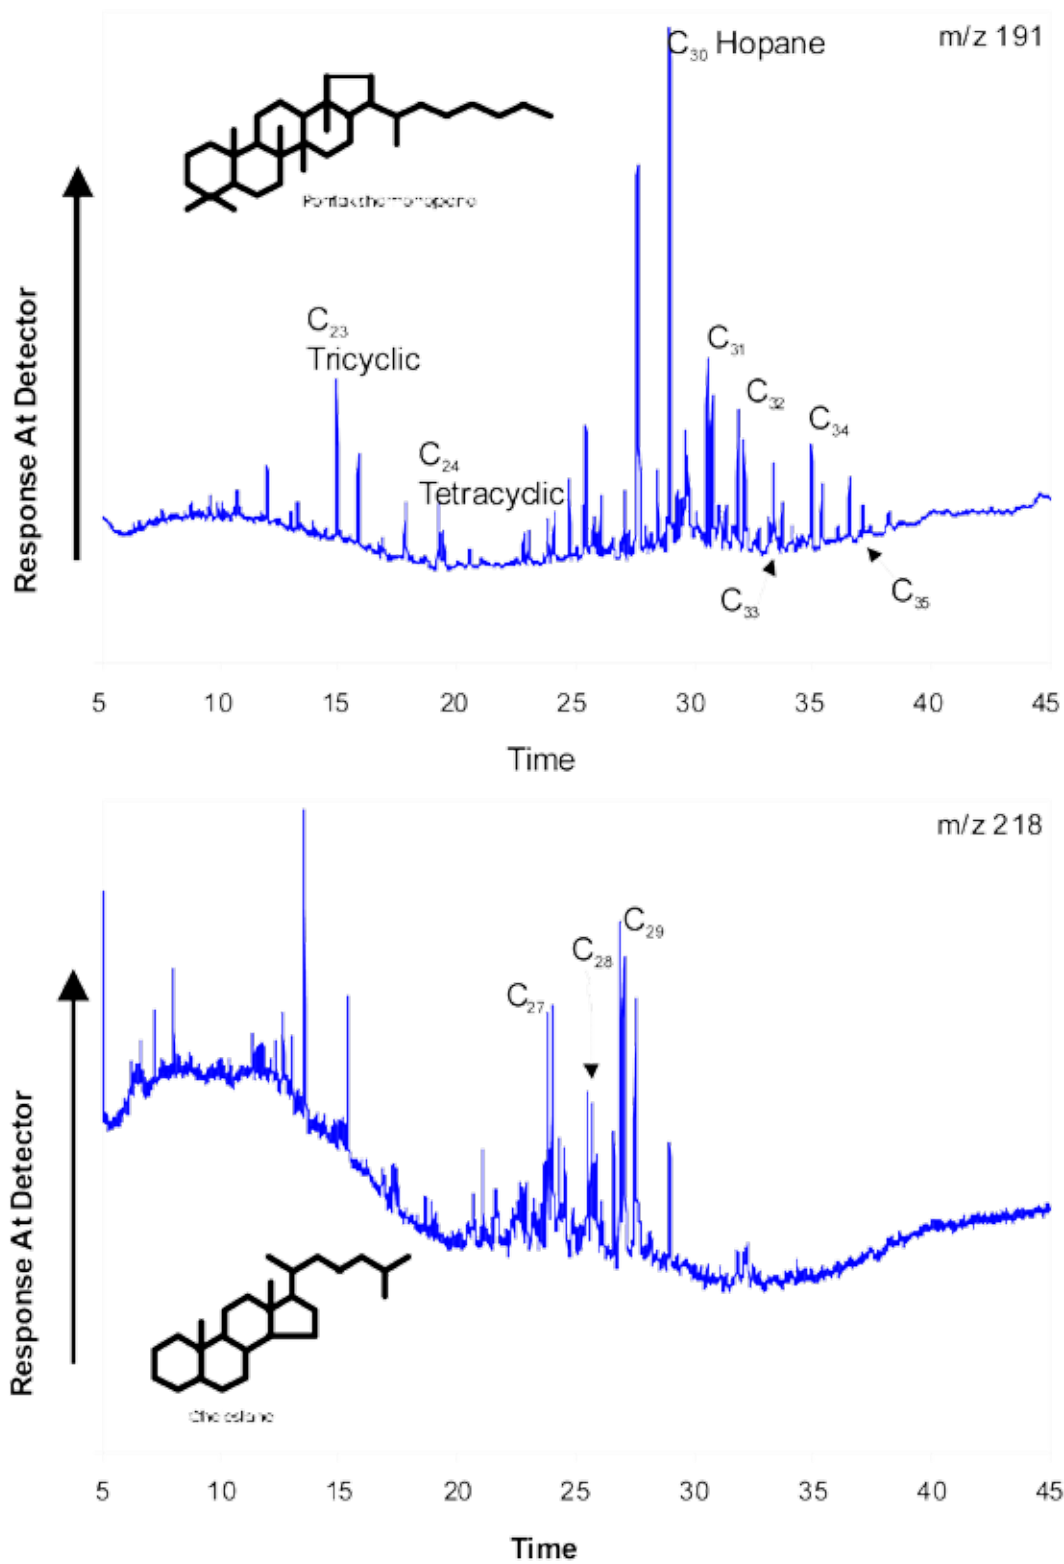 m/z 191
C₃₀ Hopane
C₂₃
Tricyclic
C₂₄
Tetracyclic
C₃₁
C₃₂
C₃₄
C₃₃
C₃₅
Response At Detector
5 10 15 20 25 30 35 40 45
Time
m/z 218
C₂₇
C₂₈
C₂₉
Response At Detector
5 10 15 20 25 30 35 40 45
Time